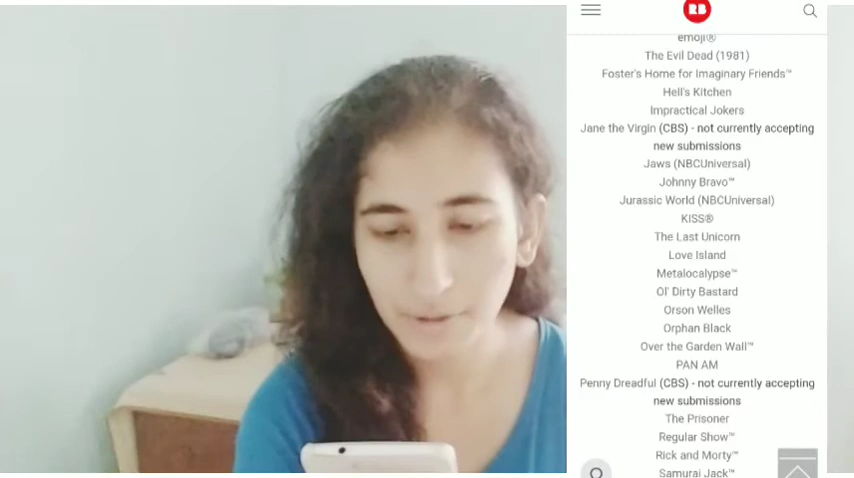 RB
emoji®
The Evil Dead (1981)
Foster's Home for Imaginary Friends™
Hell's Kitchen
Impractical Jokers
Jane the Virgin (CBS) - not currently accepting
new submissions
Jaws (NBCUniversal)
Johnny Bravo™
Jurassic World (NBCUniversal)
KISS®
The Last Unicorn
Love Island
Metalocalypse™
Ol' Dirty Bastard
Orson Welles
Orphan Black
Over the Garden Wall™
PAN AM
Penny Dreadful (CBS) - not currently accepting
new submissions
The Prisoner
Regular Show™
Rick and Morty™
Samurai Jack™